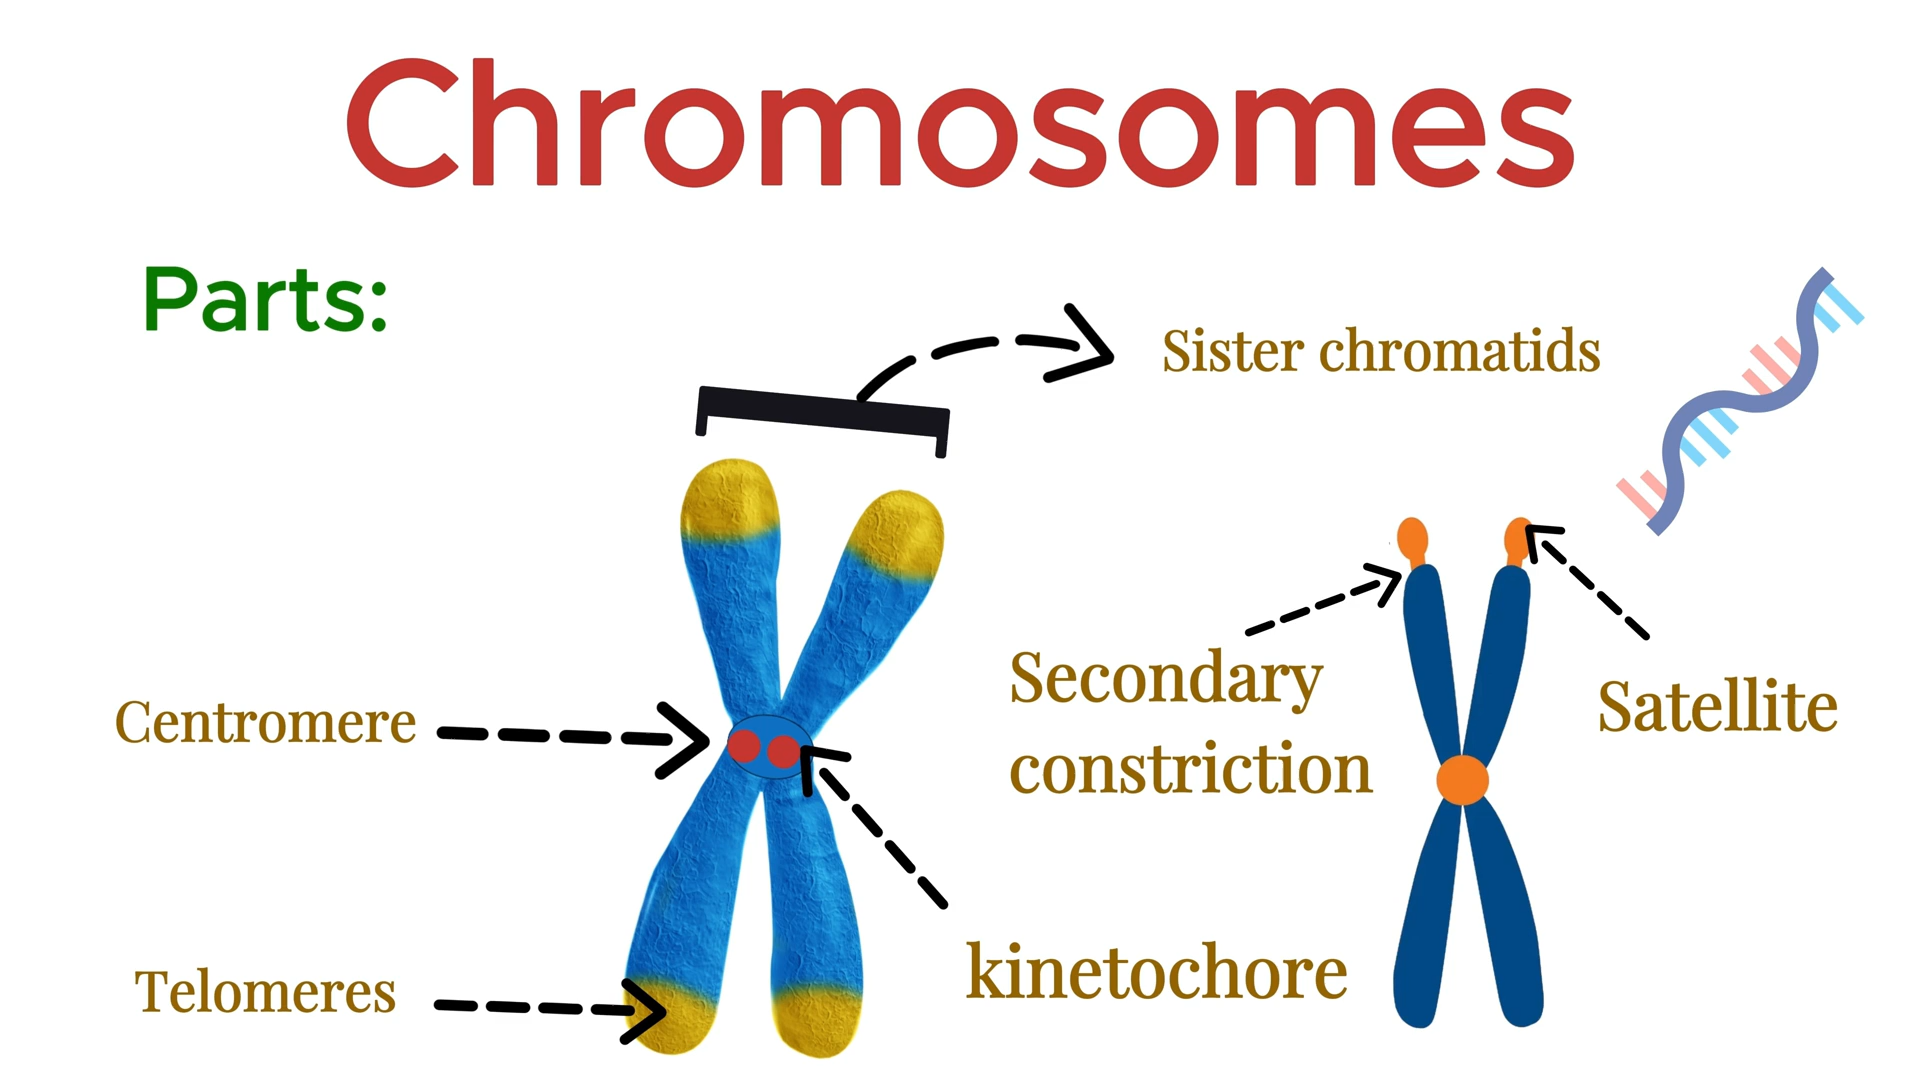 Chromosomes
Parts:
Sister chromatids
Centromere
Secondary
constriction
Satellite
kinetochore
Telomeres